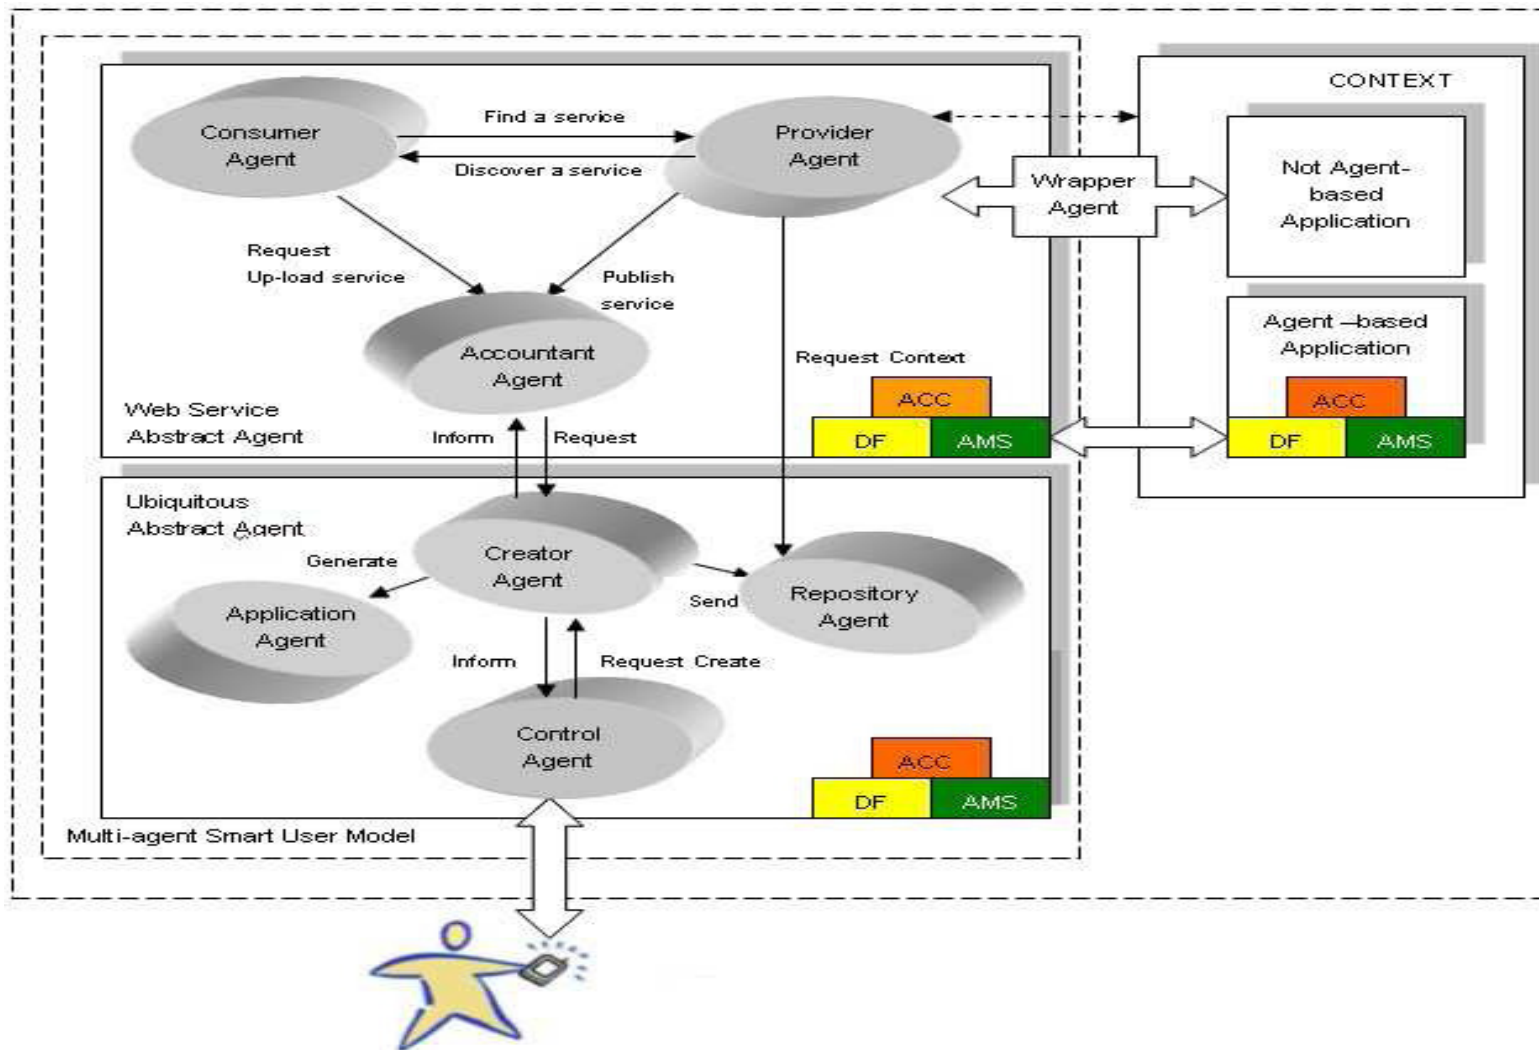 CONTEXT
Consumer
Agent
Find a service
Discover a service
Provider
Agent
Wrapper
Agent
Not Agent-
based
Application
Request
Up-load service
Publish
service
Accountant
Agent
Request Context
Agent –based
Application
ACC
DF
AMS
ACC
DF
AMS
Web Service
Abstract Agent
Inform
Request
Ubiquitous
Abstract Agent
Generate
Creator
Agent
Send
Repository
Agent
Application
Agent
Inform
Request Create
Control
Agent
ACC
DF
AMS
Multi-agent Smart User Model